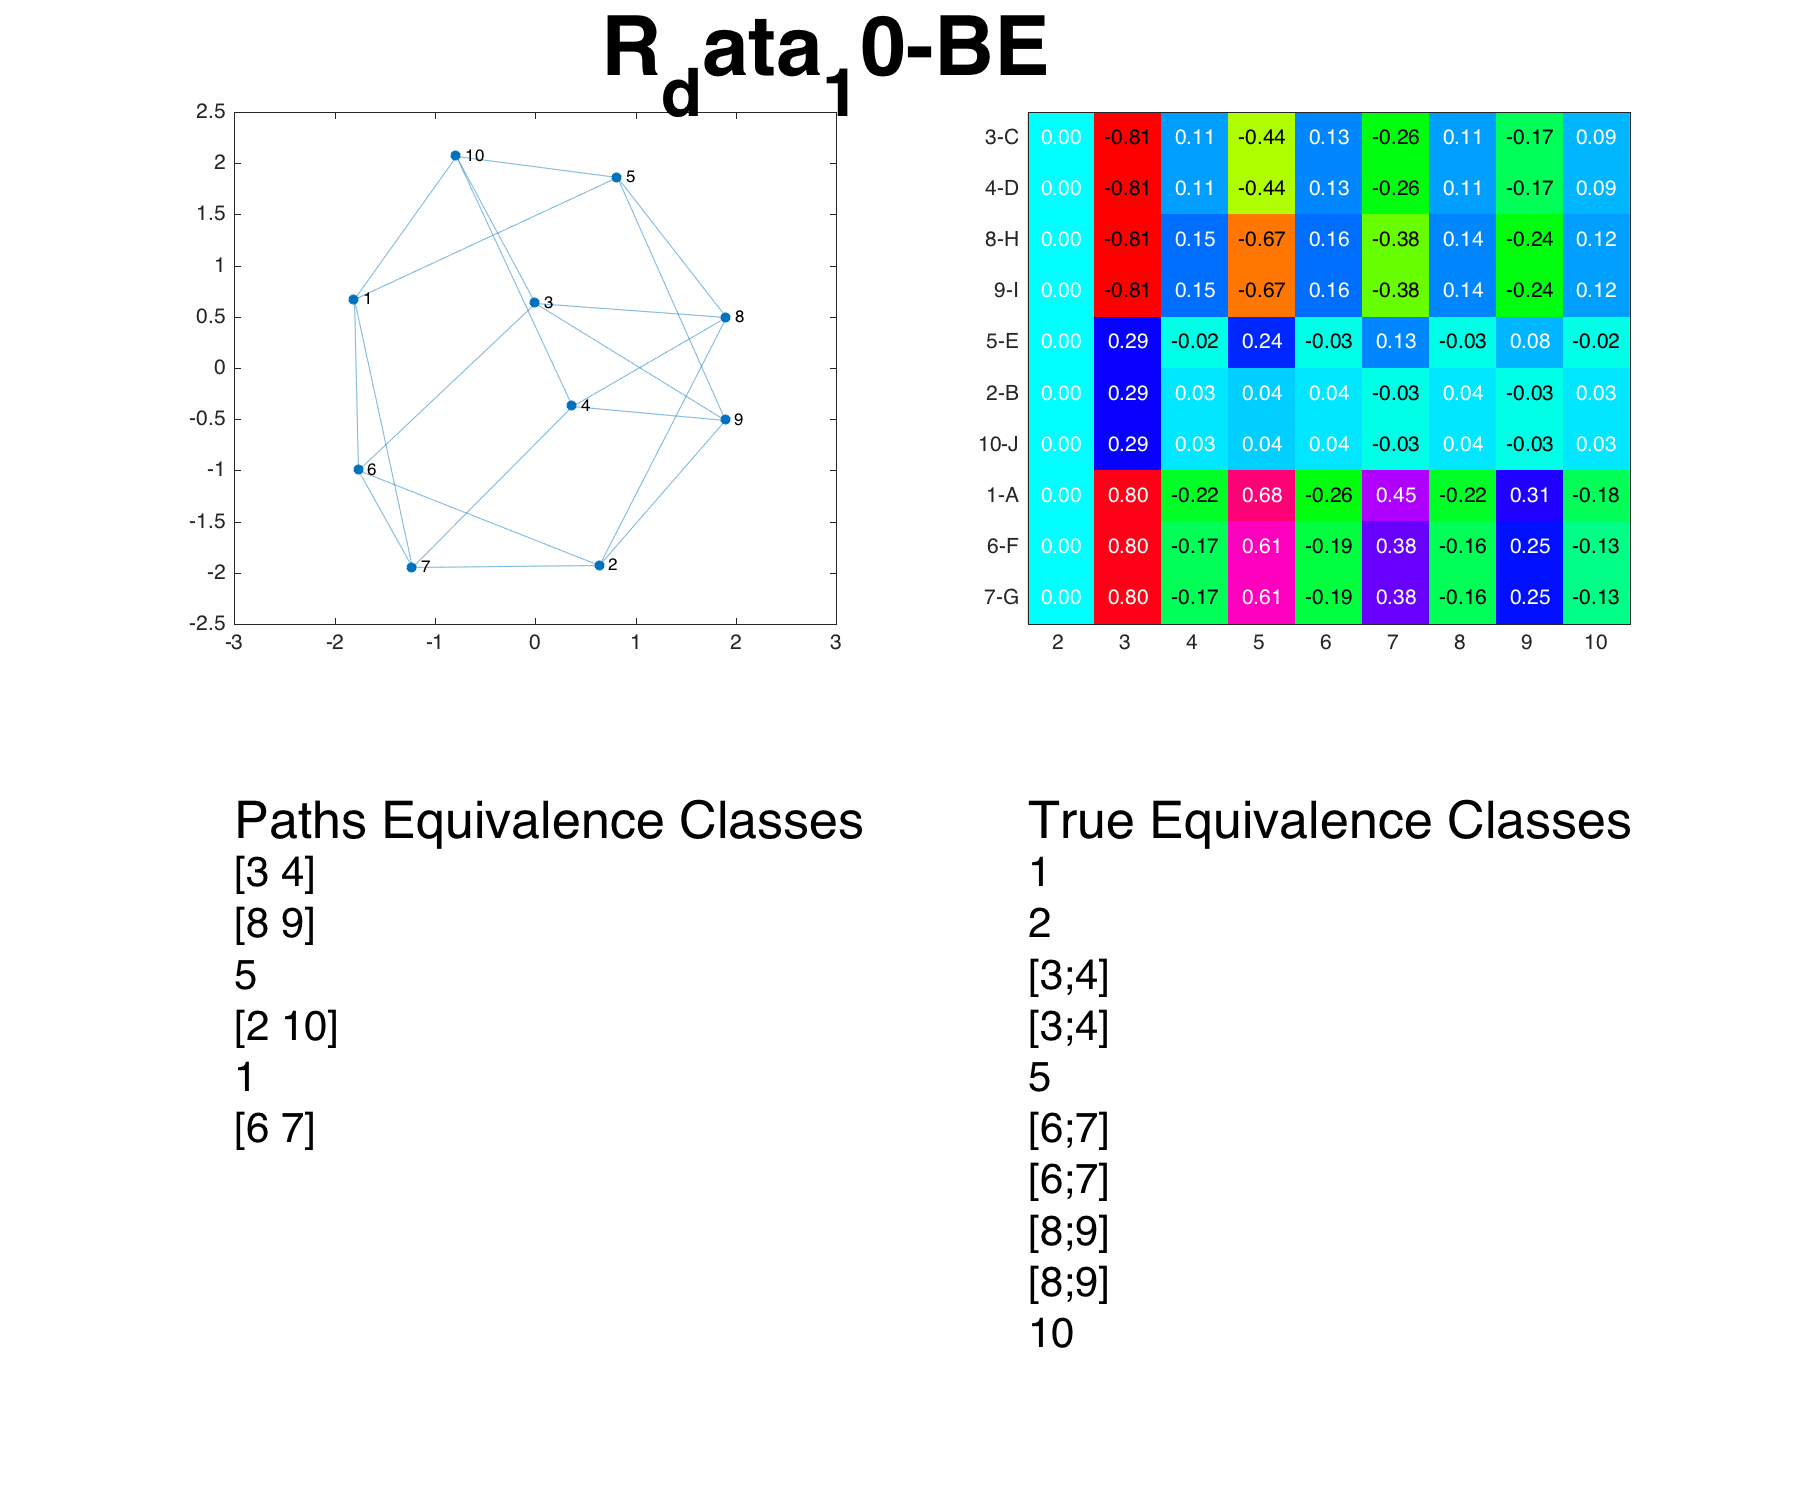 R_data_10-BE
2.5
2
1.5
1
0.5
0
-0.5
-1
-1.5
-2
-2.5
-3 -2 -1 0 1 2 3
10
5
1
3
8
4
9
6
7
2
3-C 0.00 -0.81 0.11 -0.44 0.13 -0.26 0.11 -0.17 0.09
4-D 0.00 -0.81 0.11 -0.44 0.13 -0.26 0.11 -0.17 0.09
8-H 0.00 -0.81 0.15 -0.67 0.16 -0.38 0.14 -0.24 0.12
9-I 0.00 -0.81 0.15 -0.67 0.16 -0.38 0.14 -0.24 0.12
5-E 0.00 0.29 -0.02 0.24 -0.03 0.13 -0.03 0.08 -0.02
2-B 0.00 0.29 0.03 0.04 0.04 -0.03 0.04 -0.03 0.03
10-J 0.00 0.29 0.03 0.04 0.04 -0.03 0.04 -0.03 0.03
1-A 0.00 0.80 -0.22 0.68 -0.26 0.45 -0.22 0.31 -0.18
6-F 0.00 0.80 -0.17 0.61 -0.19 0.38 -0.16 0.25 -0.13
7-G 0.00 0.80 -0.17 0.61 -0.19 0.38 -0.16 0.25 -0.13
2 3 4 5 6 7 8 9 10
Paths Equivalence Classes
[3 4]
[8 9]
5
[2 10]
1
[6 7]
True Equivalence Classes
1
2
[3;4]
[3;4]
5
[6;7]
[6;7]
[8;9]
[8;9]
10